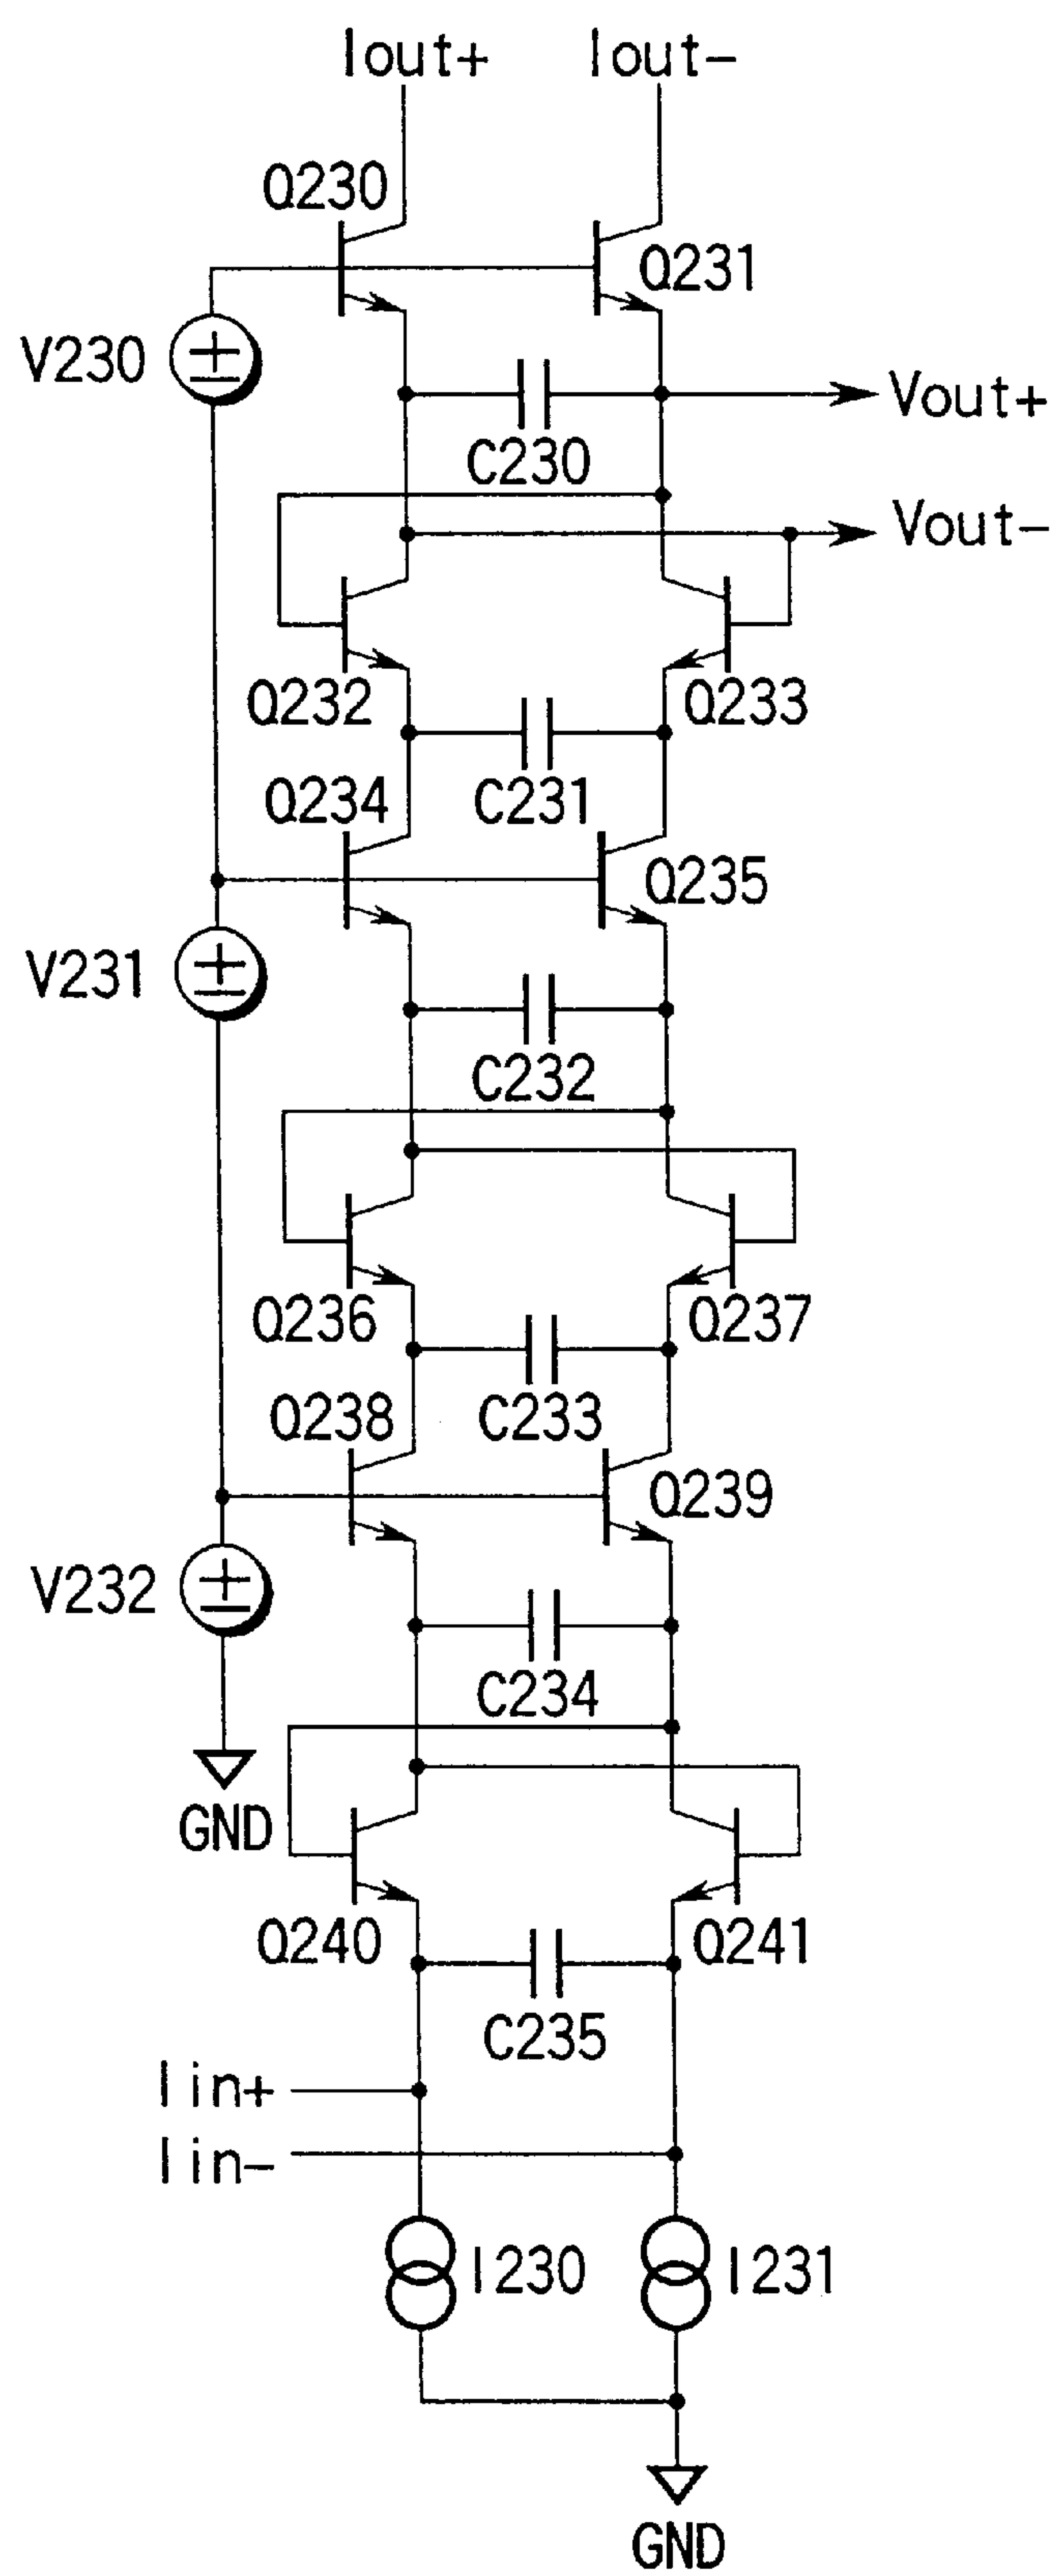 Iout+ Iout-
Q230
Q231
V230
Vout+
C230
Vout-
Q232 Q233
Q234 C231
Q235
V231
C232
Q236 Q237
Q238 C233
Q239
V232
C234
GND
Q240 Q241
C235
Iin+
Iin-
I230 I231
GND